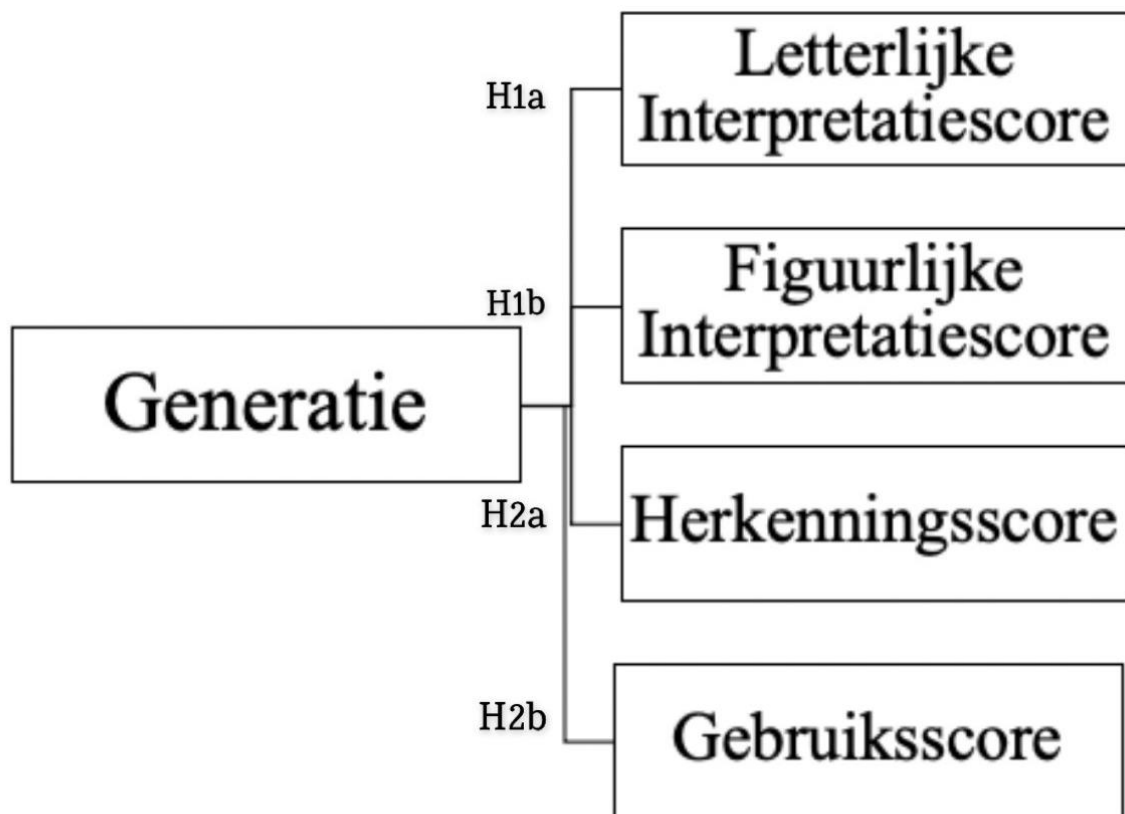 H1a
Letterlijke
Interpretatiescore
H1b
Figuurlijke
Interpretatiescore
Generatie
H2a
Herkenningsscore
H2b
Gebruiksscore